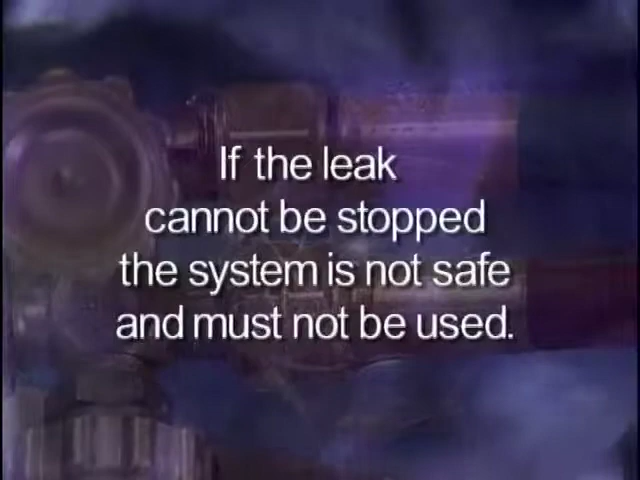 If the leak
cannot be stopped
the system is not safe
and must not be used.